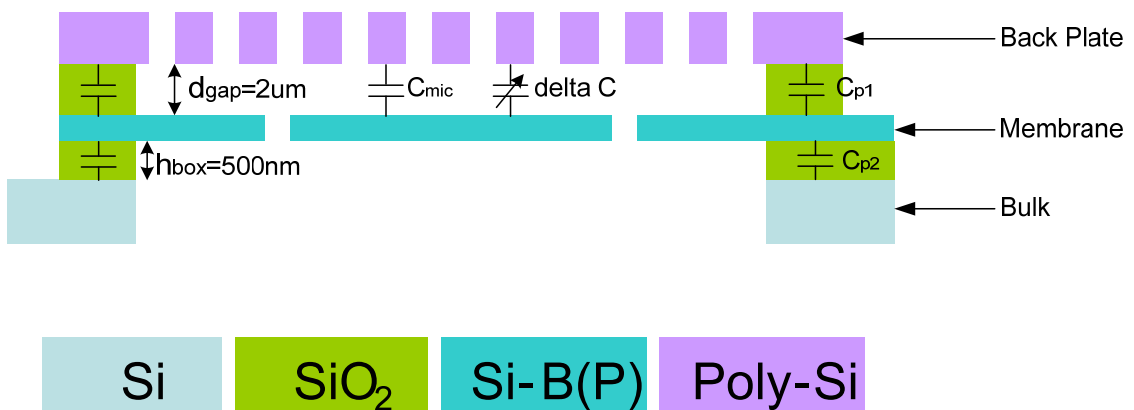 Back Plate
dgap=2um
Cmic
delta C
Cp1
Membrane
hbox=500nm
Cp2
Bulk
Si
SiO2
Si-B(P)
Poly-Si